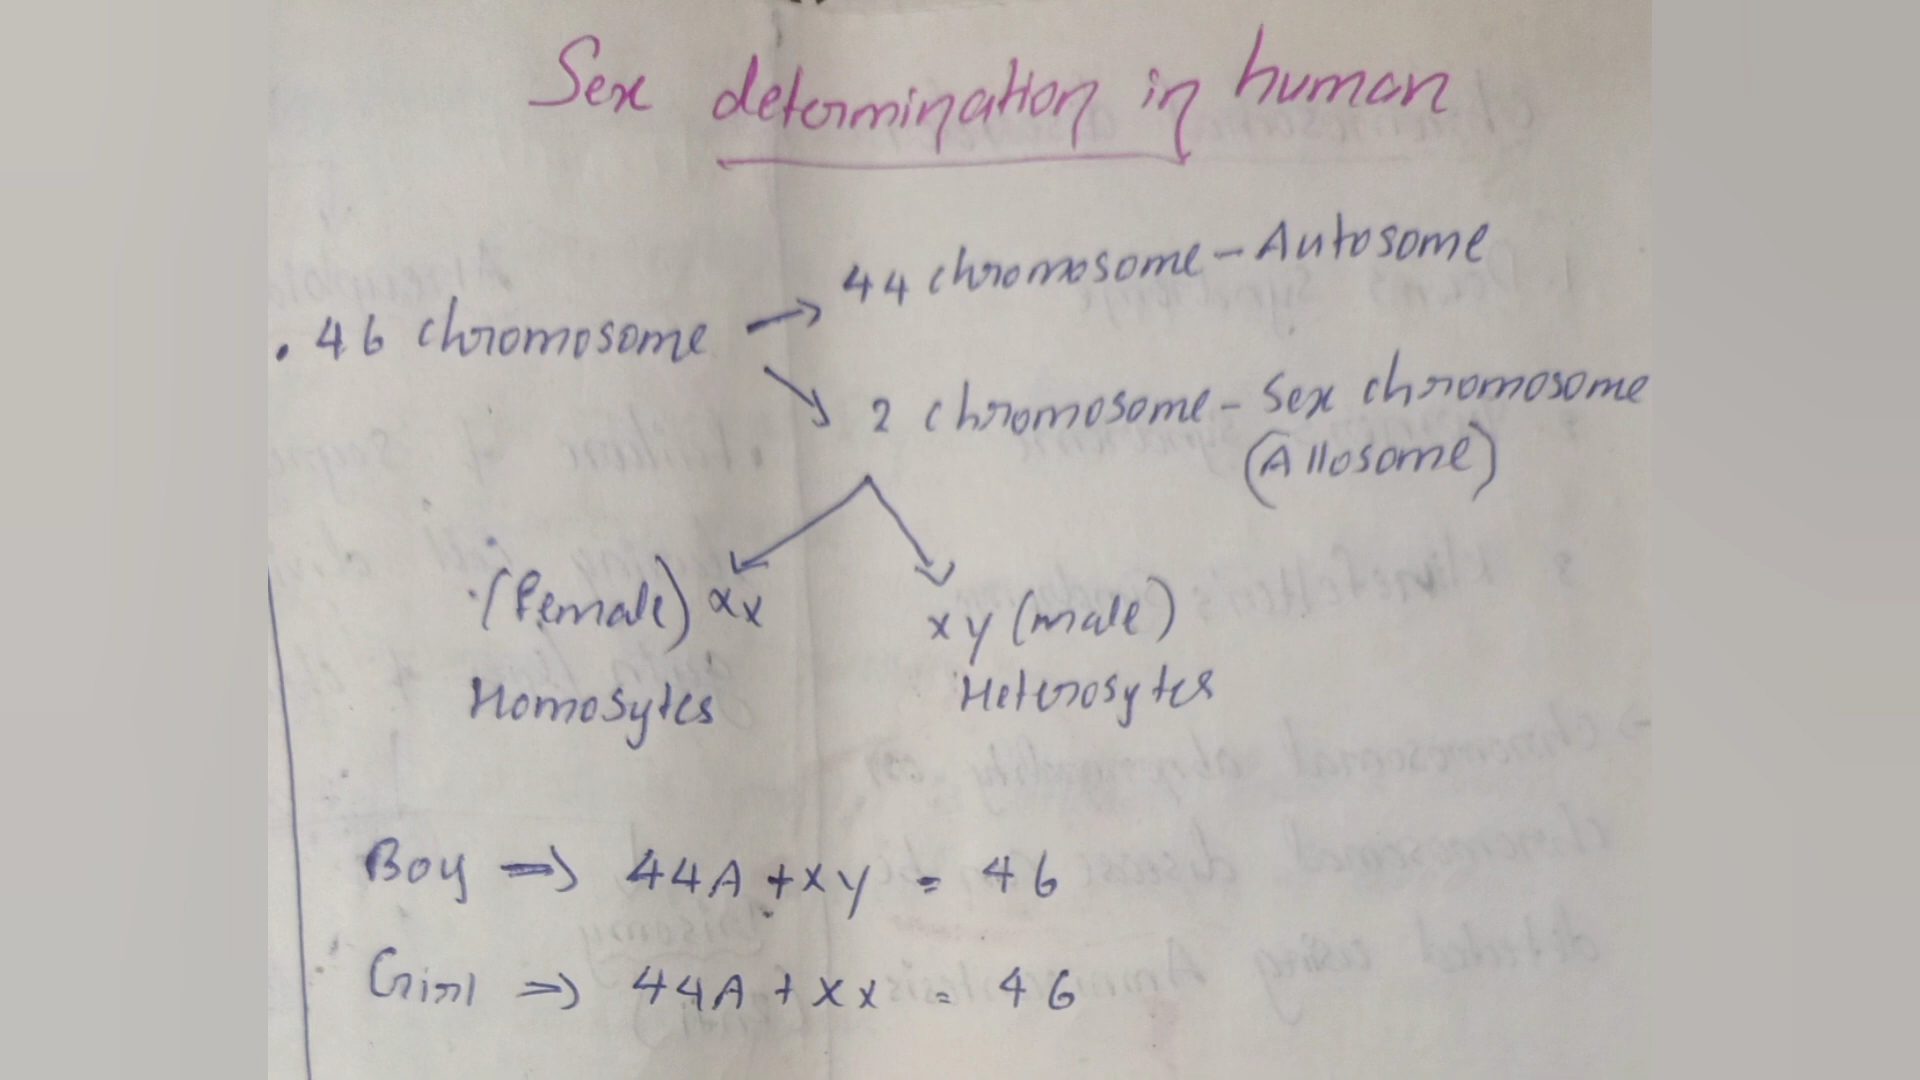 Sex determination in human
44 chromosome - Autosome
. 46 chromosome
2 chromosome - Sex chromosome
(Allosome)
(Female) xx
xy (male)
Homosytes
Heterosytes
Boy ⇒ 44A + xy = 46
Girl ⇒ 44A + xx = 46